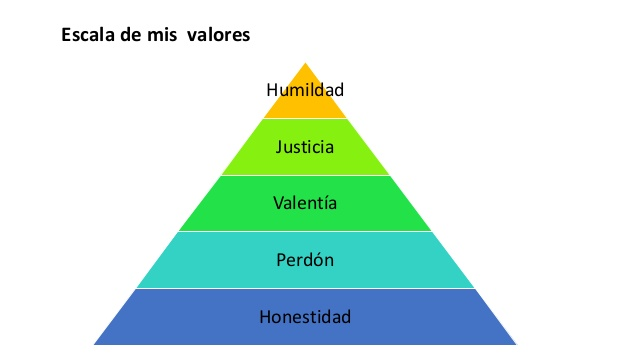 Escala de mis  valores
Humildad
Justicia
Valentía
Perdón
Honestidad